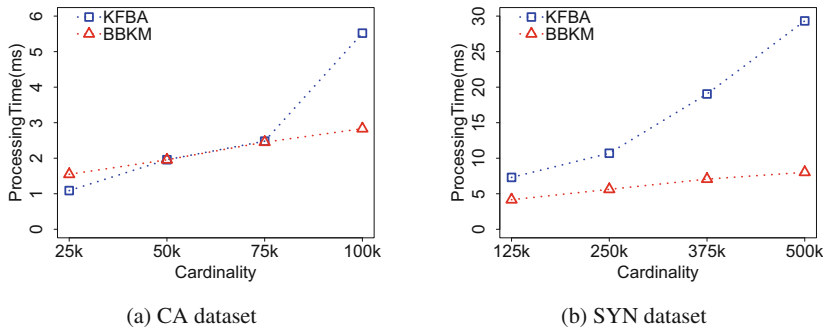 KFBA
BBKM
ProcessingTime(ms)
0 1 2 3 4 5 6
25k 50k 75k 100k
Cardinality
(a) CA dataset
KFBA
BBKM
ProcessingTime(ms)
0 5 10 15 20 25 30
125k 250k 375k 500k
Cardinality
(b) SYN dataset